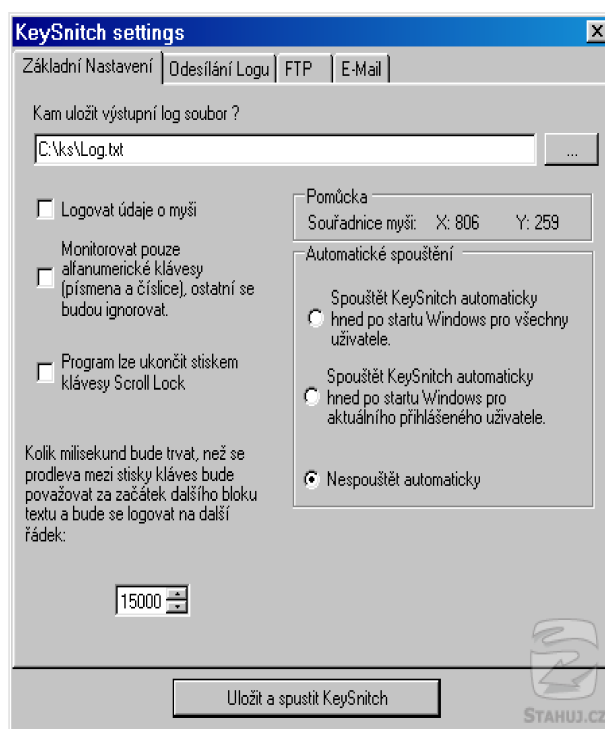 KeySnitch settings
Základní Nastavení
Odesílání Logu
FTP
E-Mail
Kam uložit výstupní log soubor ?
C:\ks\Log.txt
...
Logovat údaje o myši
Monitorovat pouze
alfanumerické klávesy
(písmena a číslice), ostatní se
budou ignorovat.
Program lze ukončit stiskem
klávesy Scroll Lock
Kolik milisekund bude trvat, než se
prodleva mezi stisky kláves bude
považovat za začátek dalšího bloku
textu a bude se logovat na další
řádek:
15000
Pomůcka
Souřadnice myši: X: 806 Y: 259
Automatické spouštění
Spouštět KeySnitch automaticky
hned po startu Windows pro všechny
uživatele.
Spouštět KeySnitch automaticky
hned po startu Windows pro
aktuálního přihlášeného uživatele.
Nespouštět automaticky
Uložit a spustit KeySnitch
STAHUJ.CZ